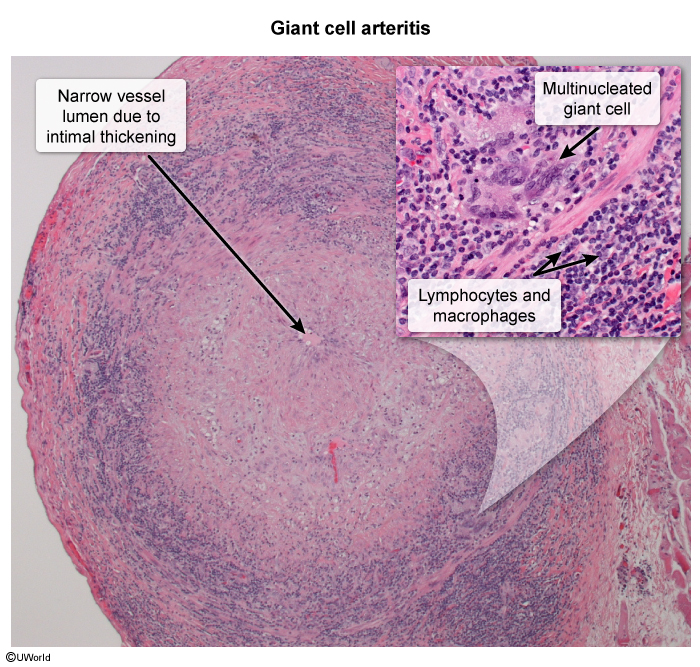 Giant cell arteritis
Narrow vessel
lumen due to
intimal thickening
Multinucleated
giant cell
Lymphocytes and
macrophages
©UWorld